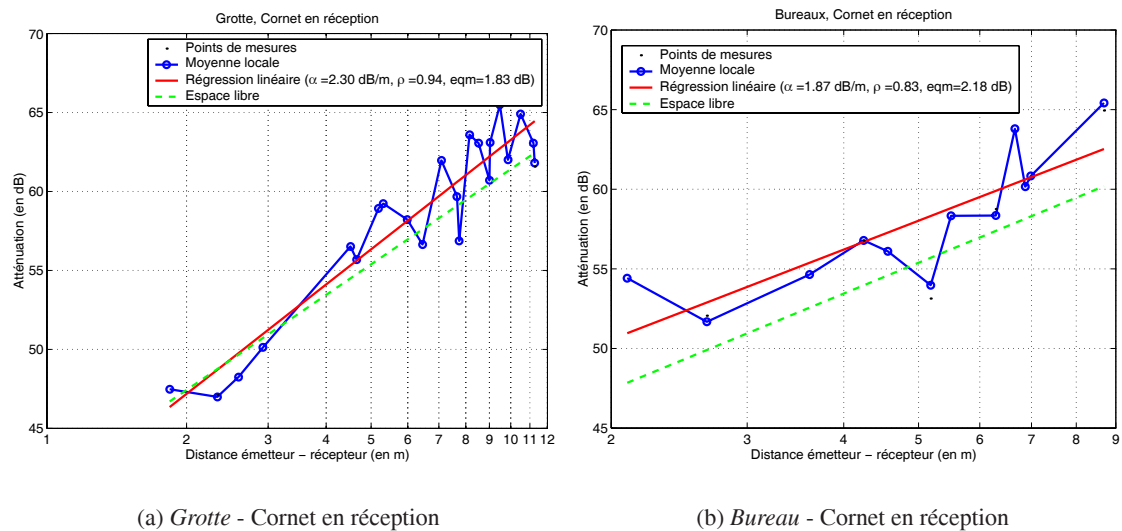 Grotte, Cornet en réception
70
65
60
55
50
45
Atténuation (en dB)
Points de mesures
Moyenne locale
Régression linéaire (α =2.30 dB/m, ρ =0.94, eqm=1.83 dB)
Espace libre
1 2 3 4 5 6 7 8 9 10 11 12
Distance émetteur − récepteur (en m)
(a) Grotte - Cornet en réception
Bureaux, Cornet en réception
70
65
60
55
50
45
Atténuation (en dB)
Points de mesures
Moyenne locale
Régression linéaire (α =1.87 dB/m, ρ =0.83, eqm=2.18 dB)
Espace libre
2 3 4 5 6 7 8 9
Distance émetteur − récepteur (en m)
(b) Bureau - Cornet en réception